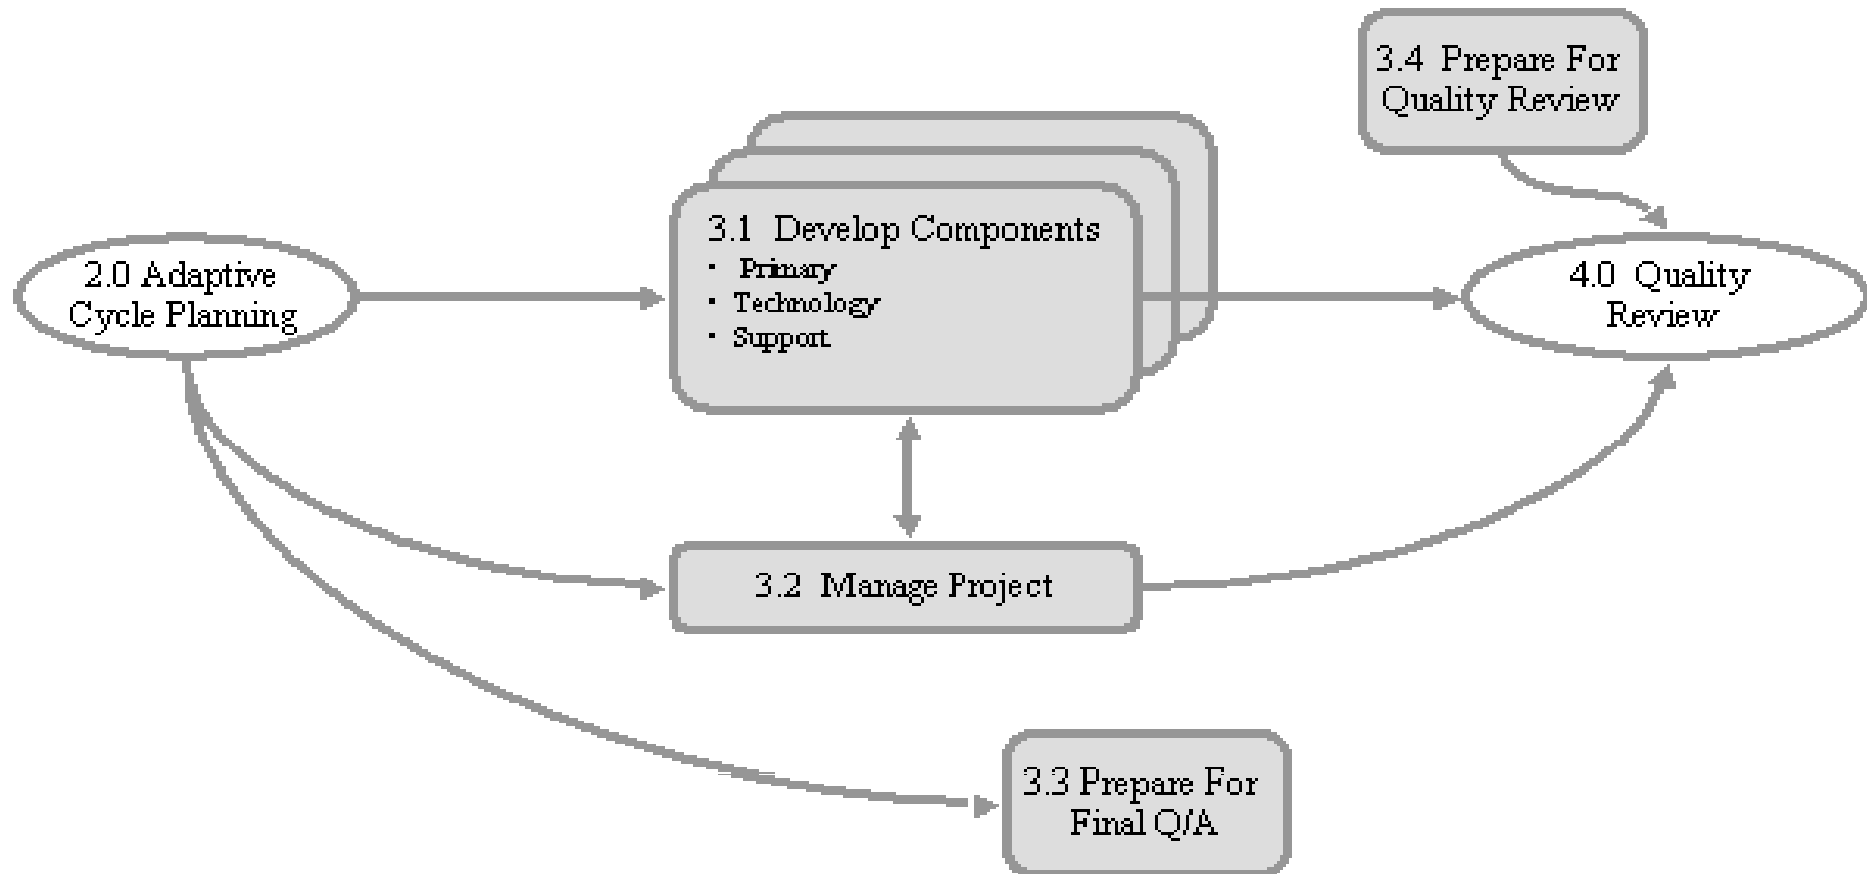 3.4 Prepare For
Quality Review
3.1 Develop Components
· Primary
· Technology
· Support
2.0 Adaptive
Cycle Planning
4.0 Quality
Review
3.2 Manage Project
3.3 Prepare For
Final Q/A